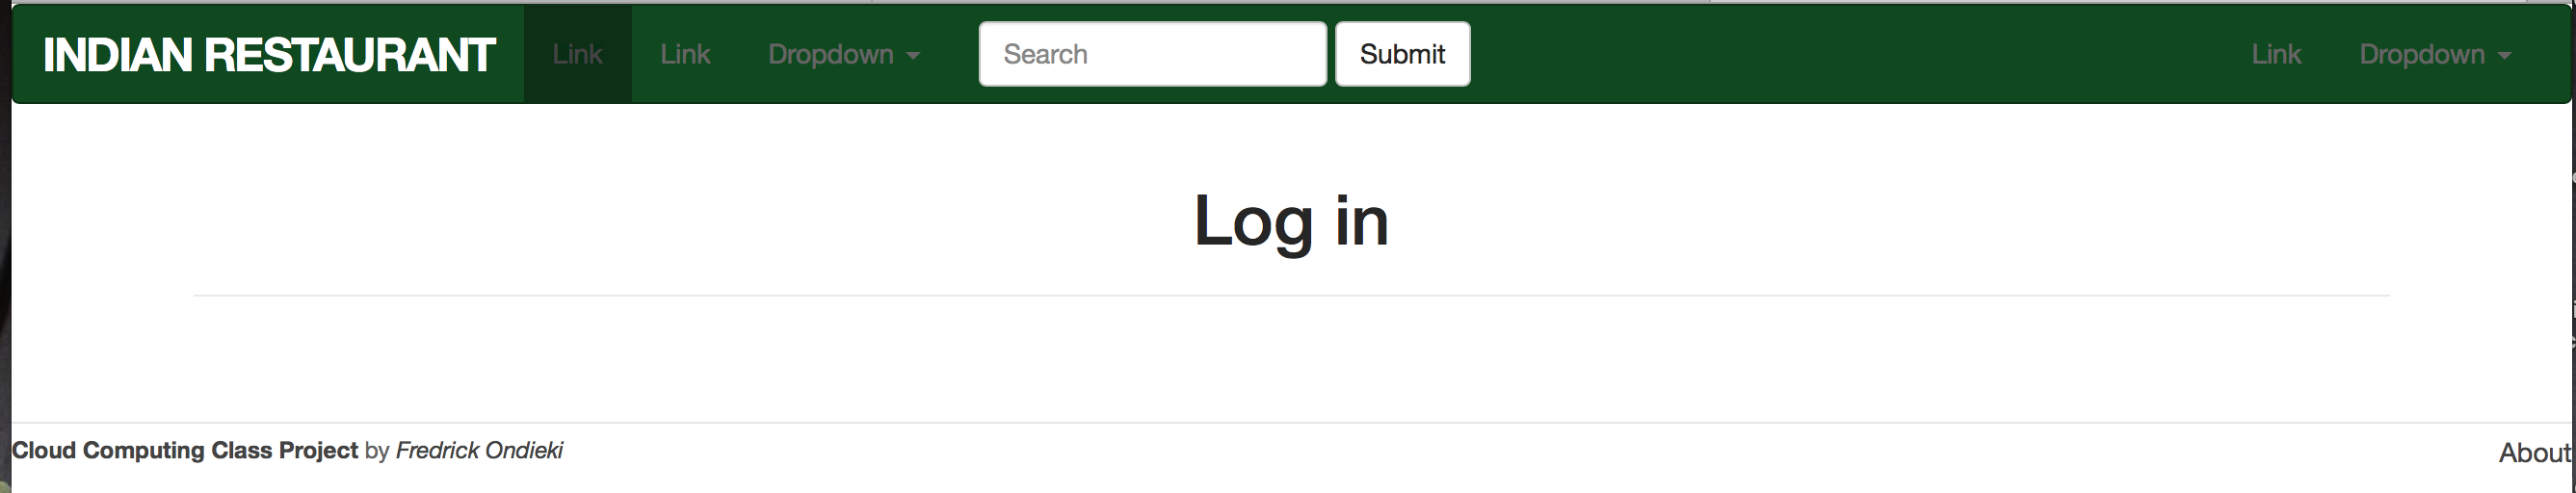 INDIAN RESTAURANT Link Link Dropdown Search Submit Link Dropdown
Log in
Cloud Computing Class Project by Fredrick Ondieki About